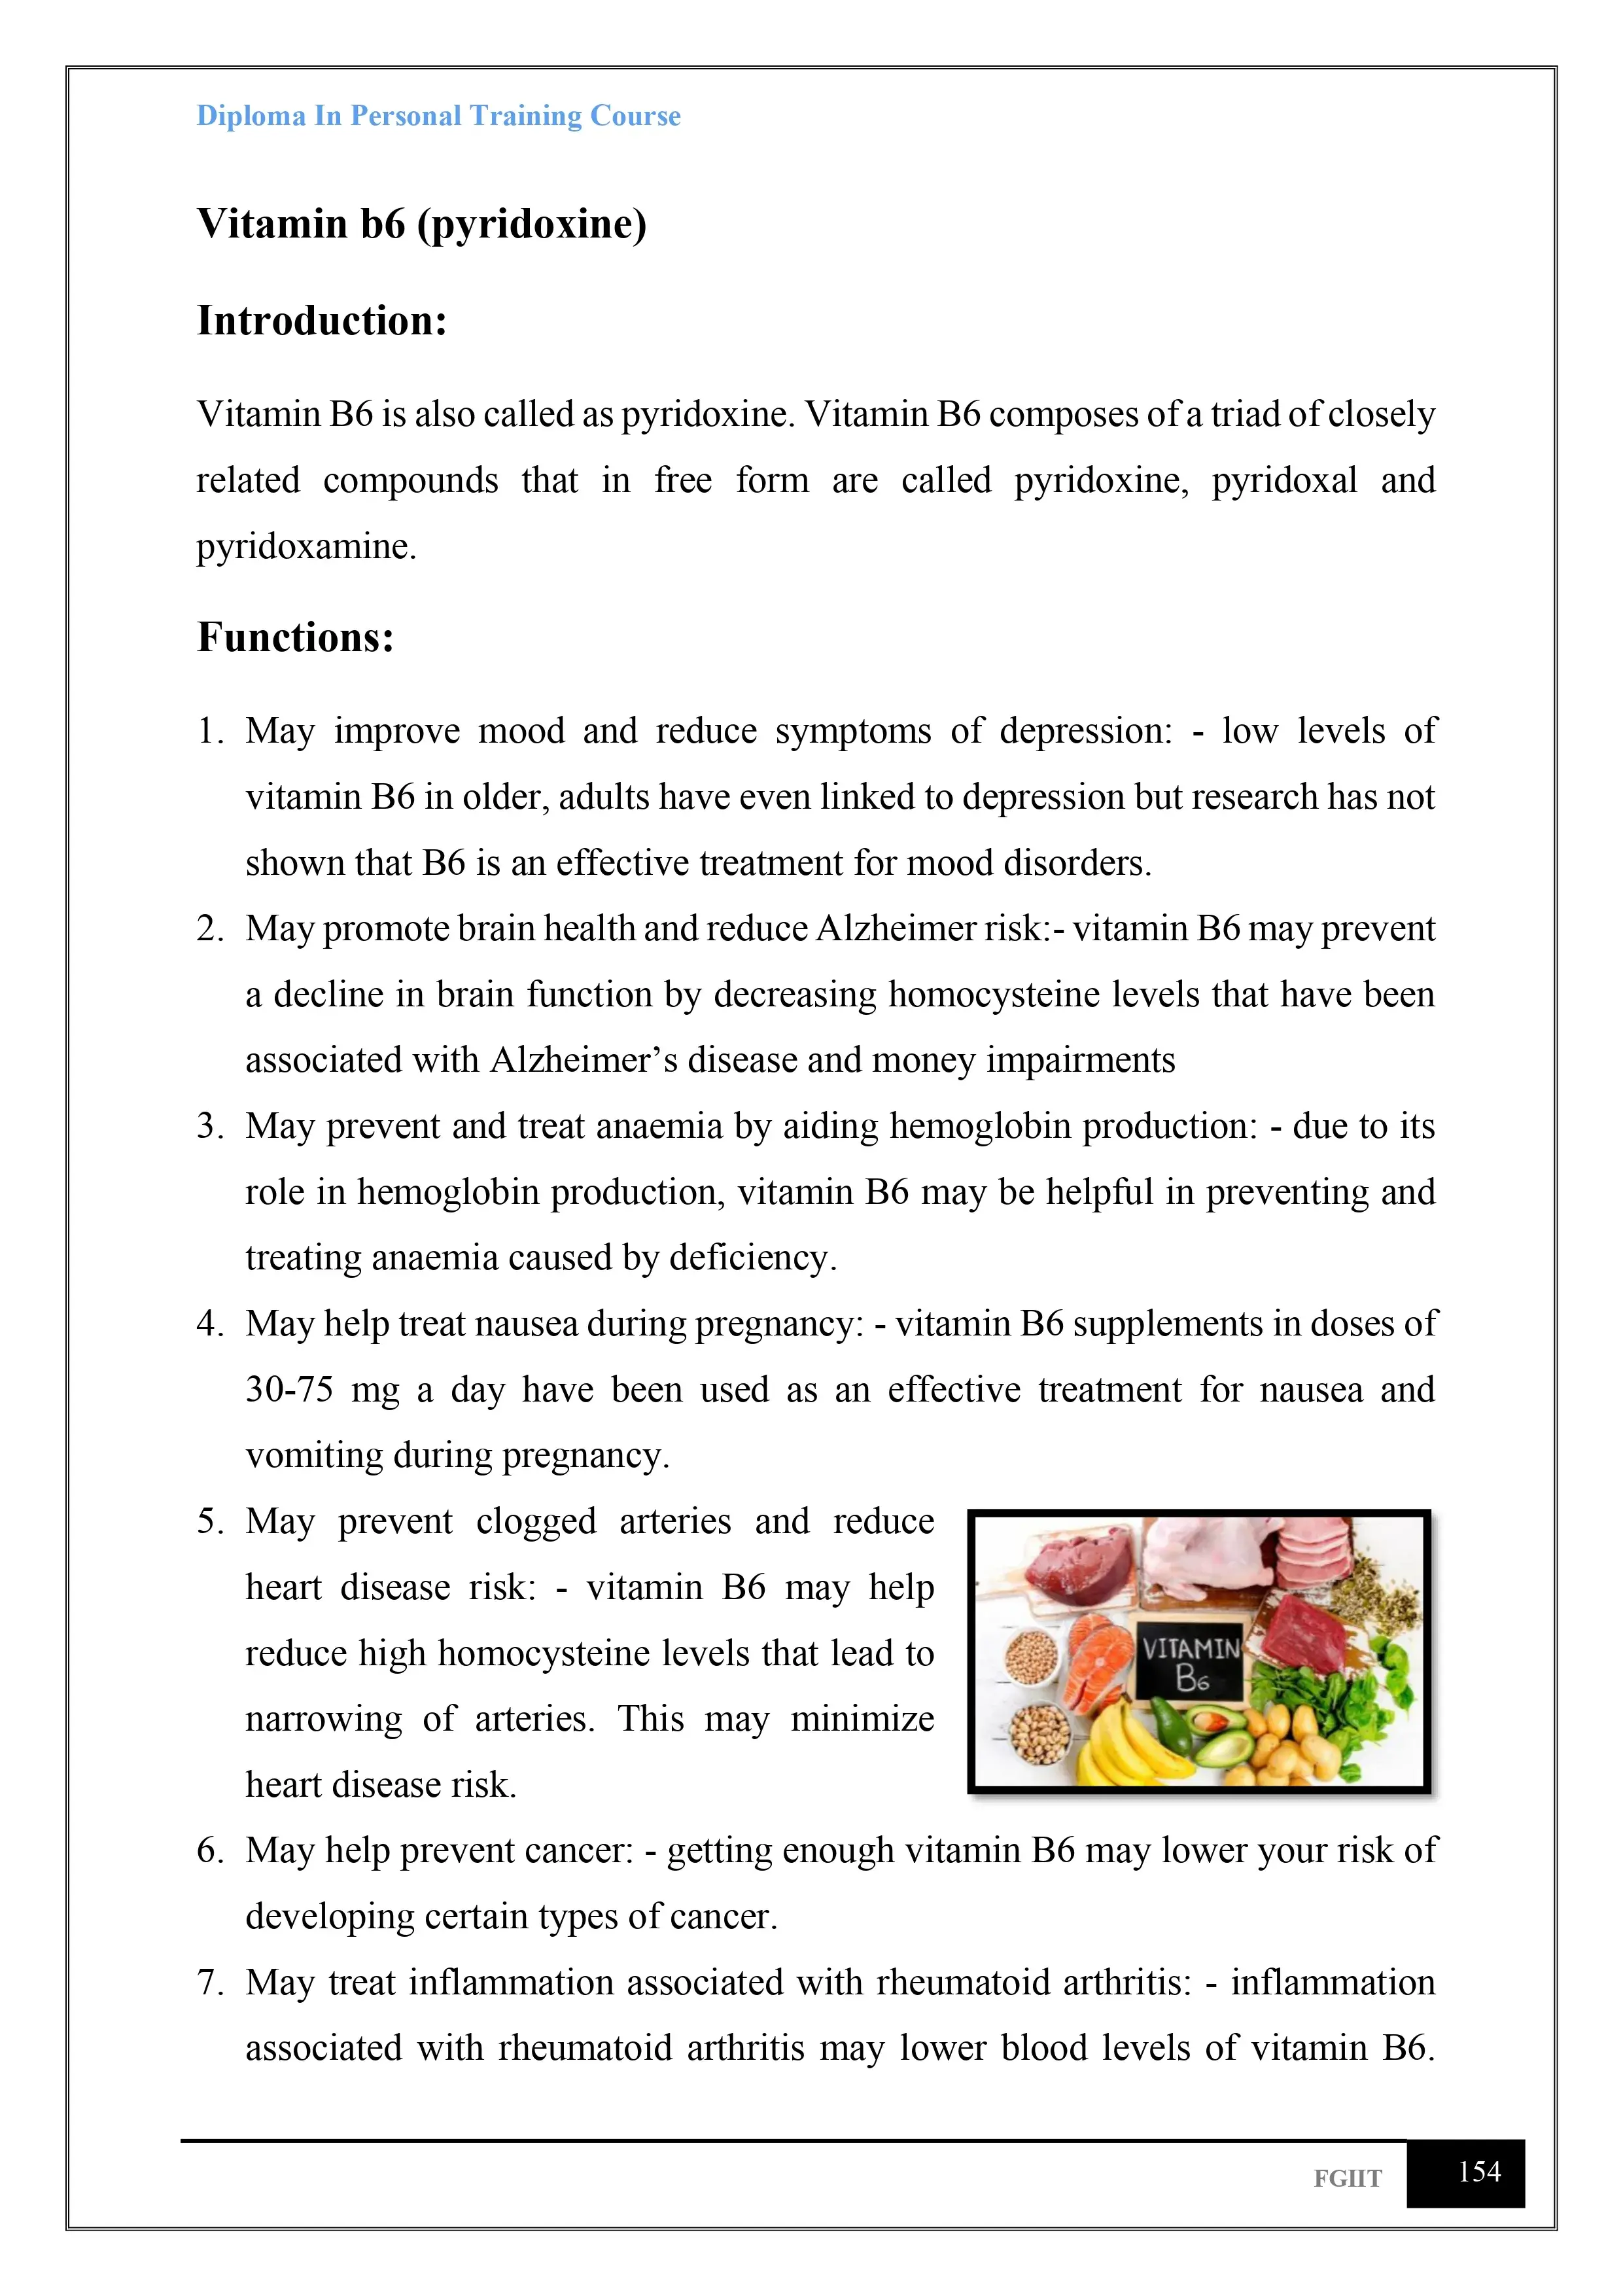 Diploma In Personal Training Course
Vitamin b6 (pyridoxine)
Introduction:
Vitamin B6 is also called as pyridoxine. Vitamin B6 composes of a triad of closely
related compounds that in free form are called pyridoxine, pyridoxal and
pyridoxamine.
Functions:
1. May improve mood and reduce symptoms of depression: - low levels of
vitamin B6 in older, adults have even linked to depression but research has not
shown that B6 is an effective treatment for mood disorders.
2. May promote brain health and reduce Alzheimer risk:- vitamin B6 may prevent
a decline in brain function by decreasing homocysteine levels that have been
associated with Alzheimer’s disease and money impairments
3. May prevent and treat anaemia by aiding hemoglobin production: - due to its
role in hemoglobin production, vitamin B6 may be helpful in preventing and
treating anaemia caused by deficiency.
4. May help treat nausea during pregnancy: - vitamin B6 supplements in doses of
30-75 mg a day have been used as an effective treatment for nausea and
vomiting during pregnancy.
5. May prevent clogged arteries and reduce
heart disease risk: - vitamin B6 may help
reduce high homocysteine levels that lead to
narrowing of arteries. This may minimize
heart disease risk.
VITAMIN
B6
6. May help prevent cancer: - getting enough vitamin B6 may lower your risk of
developing certain types of cancer.
7. May treat inflammation associated with rheumatoid arthritis: - inflammation
associated with rheumatoid arthritis may lower blood levels of vitamin B6.
FGIIT 154